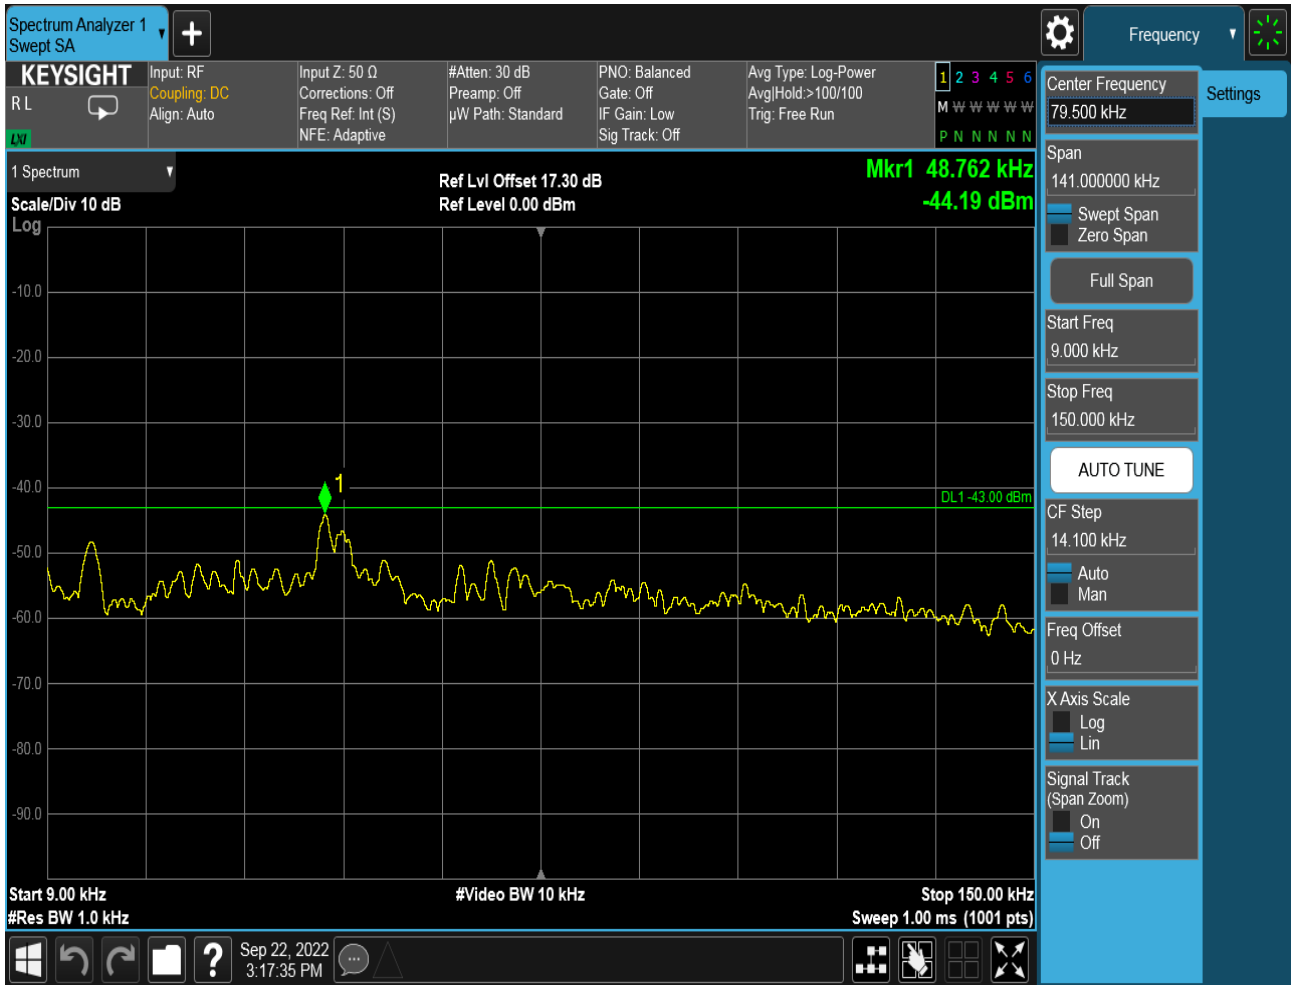 Spectrum Analyzer 1
Swept SA
Frequency
KEYSIGHT
R L
LXI
Input: RF
Coupling: DC
Align: Auto
Input Z: 50 Ω
Corrections: Off
Freq Ref: Int (S)
NFE: Adaptive
#Atten: 30 dB
Preamp: Off
µW Path: Standard
PNO: Balanced
Gate: Off
IF Gain: Low
Sig Track: Off
Avg Type: Log-Power
Avg|Hold:>100/100
Trig: Free Run
1 2 3 4 5 6
M W W W W W
P N N N N N
1 Spectrum
Scale/Div 10 dB
Log
Ref Lvl Offset 17.30 dB
Ref Level 0.00 dBm
Mkr1 48.762 kHz
-44.19 dBm
-10.0
-20.0
-30.0
-40.0
-50.0
-60.0
-70.0
-80.0
-90.0
1
DL1 -43.00 dBm
Start 9.00 kHz
#Res BW 1.0 kHz
#Video BW 10 kHz
Stop 150.00 kHz
Sweep 1.00 ms (1001 pts)
Center Frequency
79.500 kHz
Span
141.000000 kHz
Swept Span
Zero Span
Full Span
Start Freq
9.000 kHz
Stop Freq
150.000 kHz
AUTO TUNE
CF Step
14.100 kHz
Auto
Man
Freq Offset
0 Hz
X Axis Scale
Log
Lin
Signal Track
(Span Zoom)
On
Off
Settings
?
Sep 22, 2022
3:17:35 PM